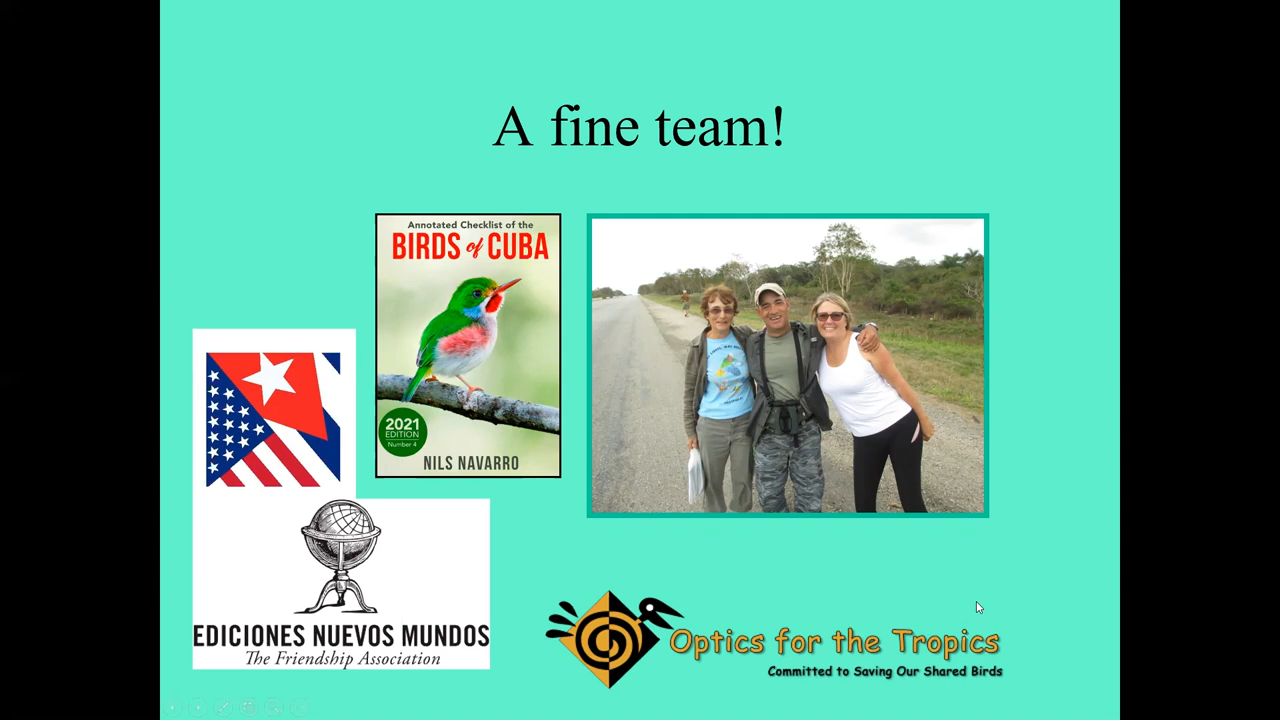 A fine team!
Annotated Checklist of the
BIRDS of CUBA
2021
EDITION
Number 4
NILS NAVARRO
EDICIONES NUEVOS MUNDOS
The Friendship Association
Optics for the Tropics
Committed to Saving Our Shared Birds